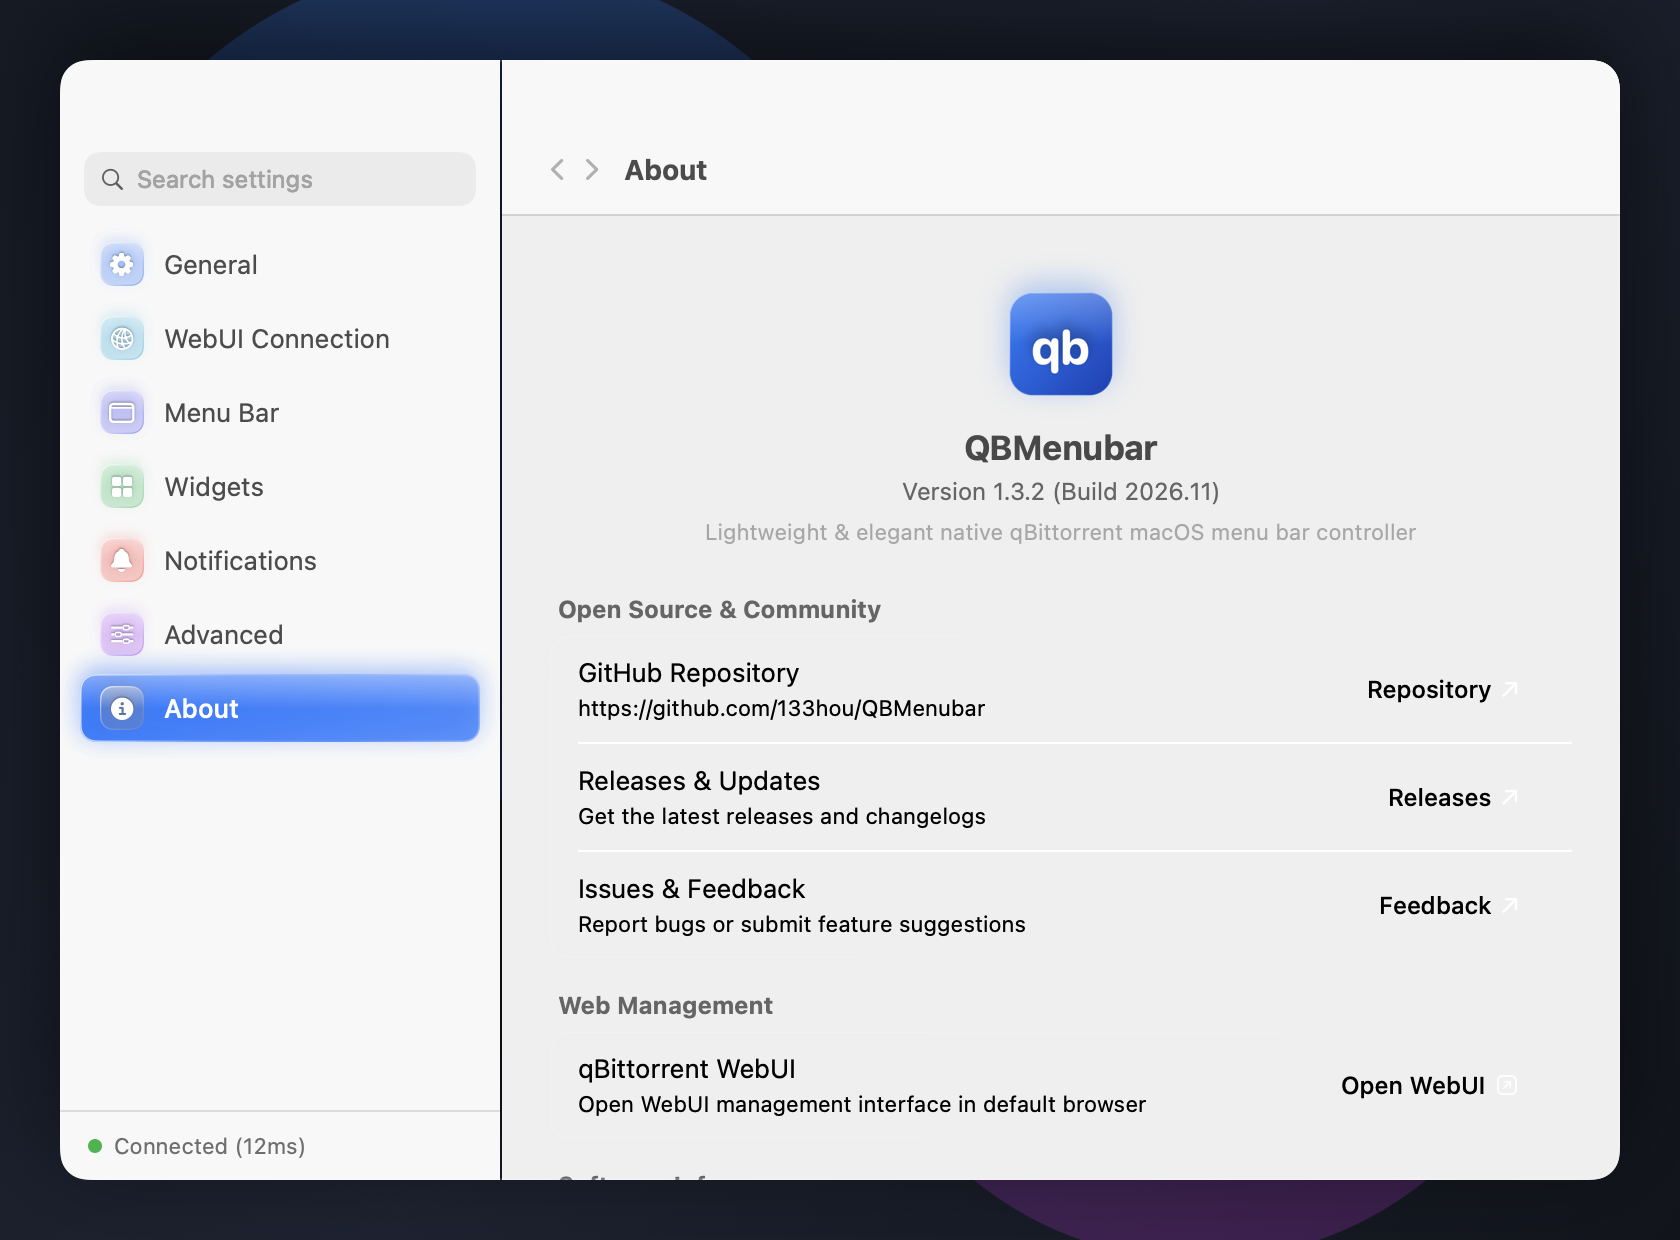 Search settings
General
WebUI Connection
Menu Bar
Widgets
Notifications
Advanced
About
Connected (12ms)
About
qb
QBMenubar
Version 1.3.2 (Build 2026.11)
Lightweight & elegant native qBittorrent macOS menu bar controller
Open Source & Community
GitHub Repository
https://github.com/133hou/QBMenubar
Repository
Releases & Updates
Get the latest releases and changelogs
Releases
Issues & Feedback
Report bugs or submit feature suggestions
Feedback
Web Management
qBittorrent WebUI
Open WebUI management interface in default browser
Open WebUI